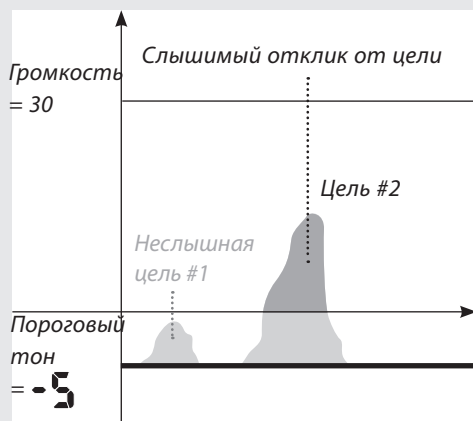 Слышимый отклик от цели
Громкость
= 30
Цель #2
Неслышная
цель #1
Пороговый
тон
= -5